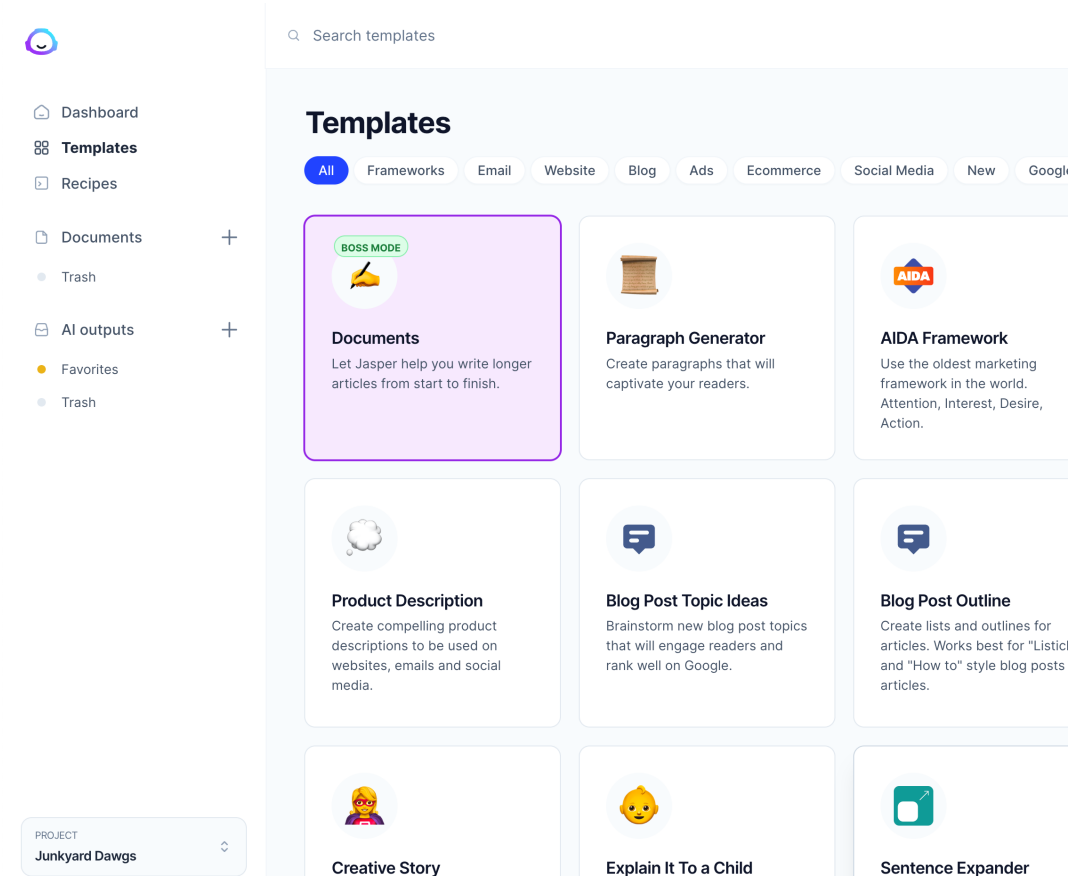 Search templates
Dashboard
Templates
Recipes
Documents
Trash
AI outputs
Favorites
Trash
PROJECT
Junkyard Dawgs
Templates
All
Frameworks
Email
Website
Blog
Ads
Ecommerce
Social Media
New
Google
BOSS MODE
Documents
Let Jasper help you write longer
articles from start to finish.
Paragraph Generator
Create paragraphs that will
captivate your readers.
AIDA
AIDA Framework
Use the oldest marketing
framework in the world.
Attention, Interest, Desire,
Action.
Product Description
Create compelling product
descriptions to be used on
websites, emails and social
media.
Blog Post Topic Ideas
Brainstorm new blog post topics
that will engage readers and
rank well on Google.
Blog Post Outline
Create lists and outlines for
articles. Works best for
and "How to" style blog posts
articles.
Creative Story
Explain It To a Child
Sentence Expander